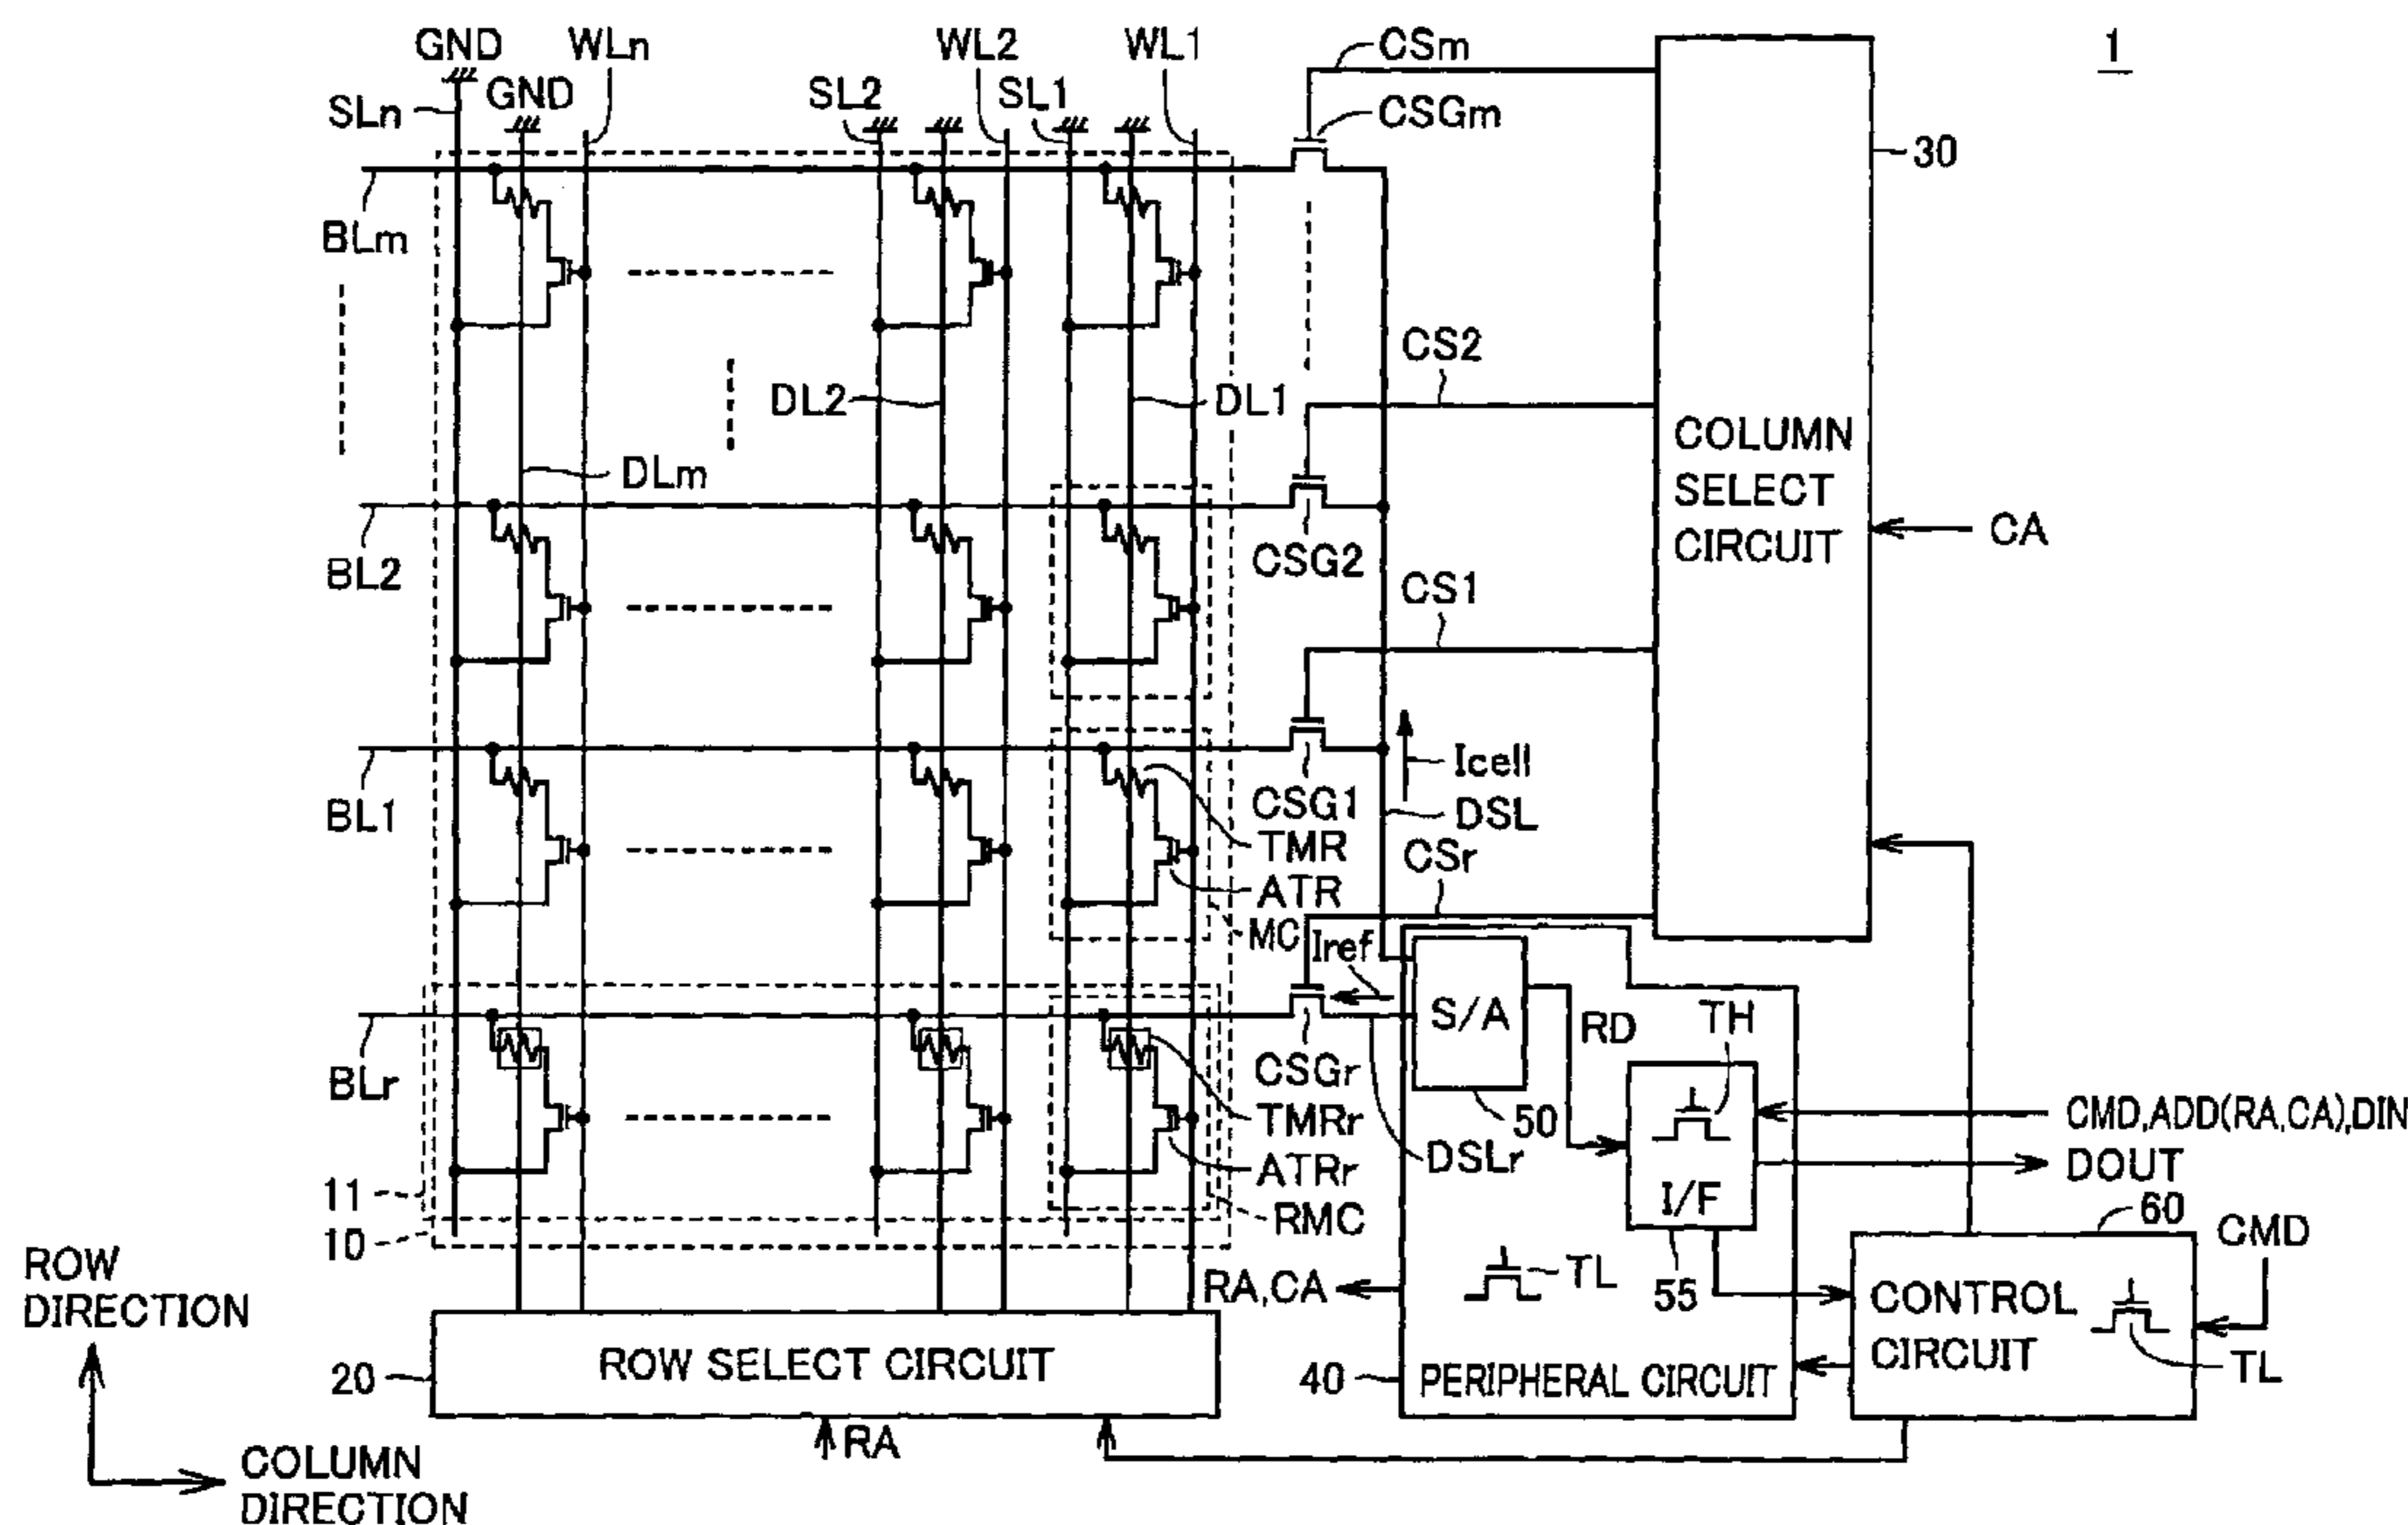 GND
WLn
WL2
WL1
CSm
1
SLn
GND
SL2
SL1
CSGm
30
BLm
CS2
DL2
DL1
COLUMN
SELECT
CIRCUIT
DLm
CA
BL2
CSG2
CS1
BL1
CSG1
Icell
DSL
TMR
CSr
ATR
MC
Iref
S/A
RD
TH
BLr
CSGr
50
TMRr
DSLr
CMD,ADD(RA,CA),DIN
DOUT
ATRr
I/F
11
RMC
60
10
CMD
ROW
DIRECTION
RA,CA
TL
55
CONTROL
CIRCUIT
TL
20
ROW SELECT CIRCUIT
40
PERIPHERAL CIRCUIT
RA
COLUMN
DIRECTION